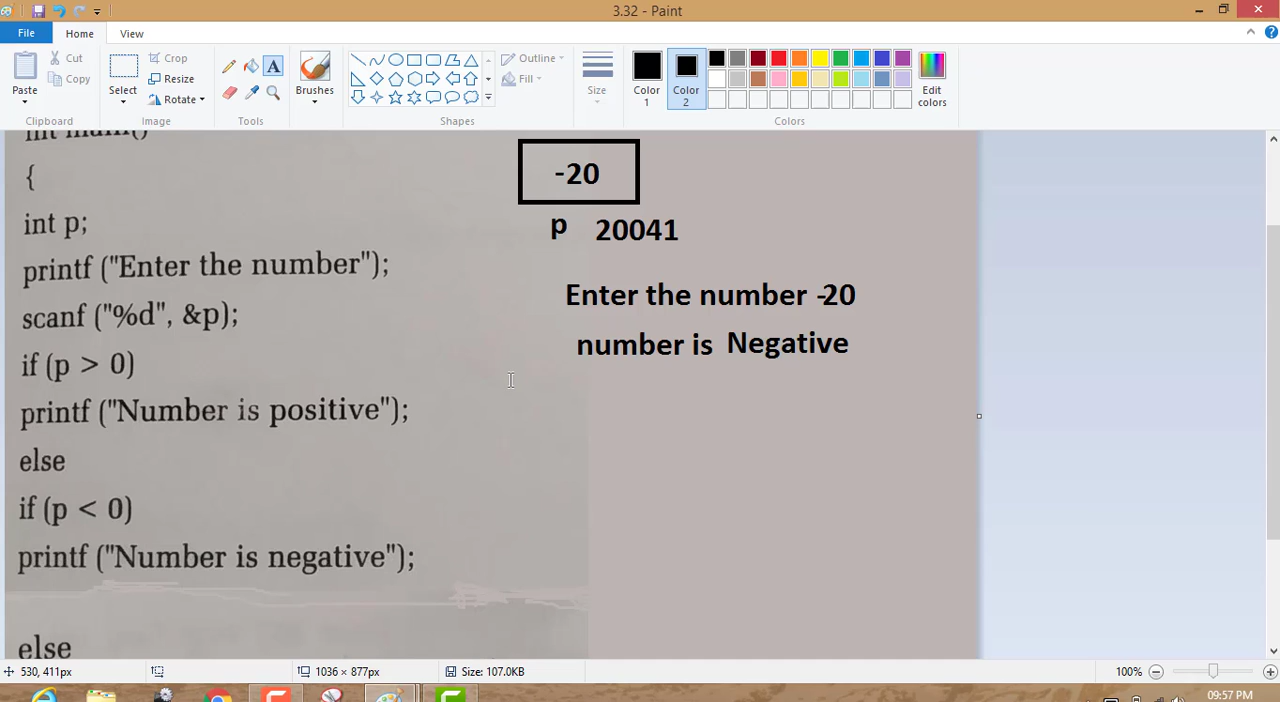 3.32 - Paint
File Home View
Paste Cut Copy
Clipboard
Select Crop Resize Rotate
Image
A
Tools
Brushes
Shapes
Outline
Fill
Size
Color 1
Color 2
Edit colors
Colors
int main()
{
int p;
printf ("Enter the number");
scanf ("%d", &p);
if (p > 0)
printf ("Number is positive");
else
if (p < 0)
printf ("Number is negative");
else
-20
p 20041
Enter the number -20
number is Negative
530, 411px
1036 × 877px
Size: 107.0KB
100%
09:57 PM